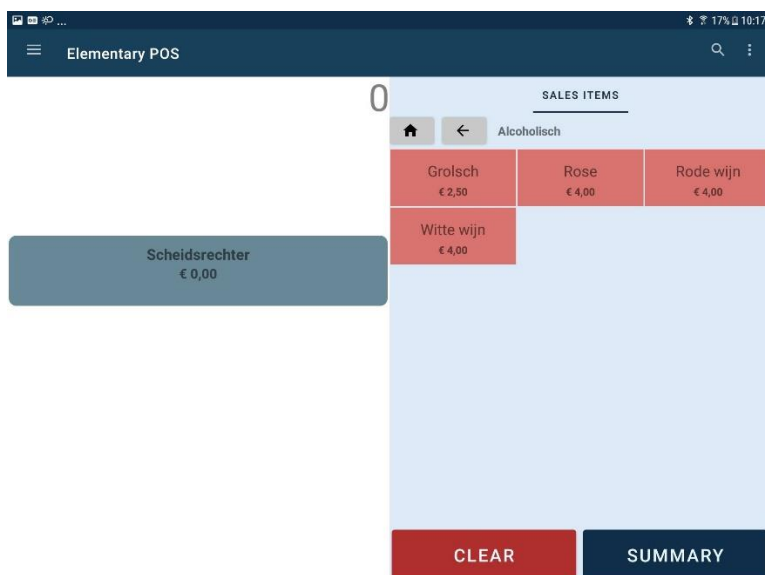 ... 17% 10:17
Elementary POS
0
SALES ITEMS
Alcoholisch
Grolsch
€ 2,50
Rose
€ 4,00
Rode wijn
€ 4,00
Witte wijn
€ 4,00
Scheidsrechter
€ 0,00
CLEAR
SUMMARY